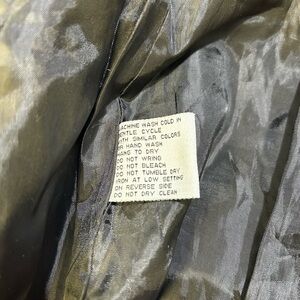 MACHINE WASH COLD IN
GENTLE CYCLE
WITH SIMILAR COLORS
OR HAND WASH
HANG TO DRY
DO NOT WRING
DO NOT BLEACH
DO NOT TUMBLE DRY
IRON AT LOW SETTING
ON REVERSE SIDE
DO NOT DRY CLEAN